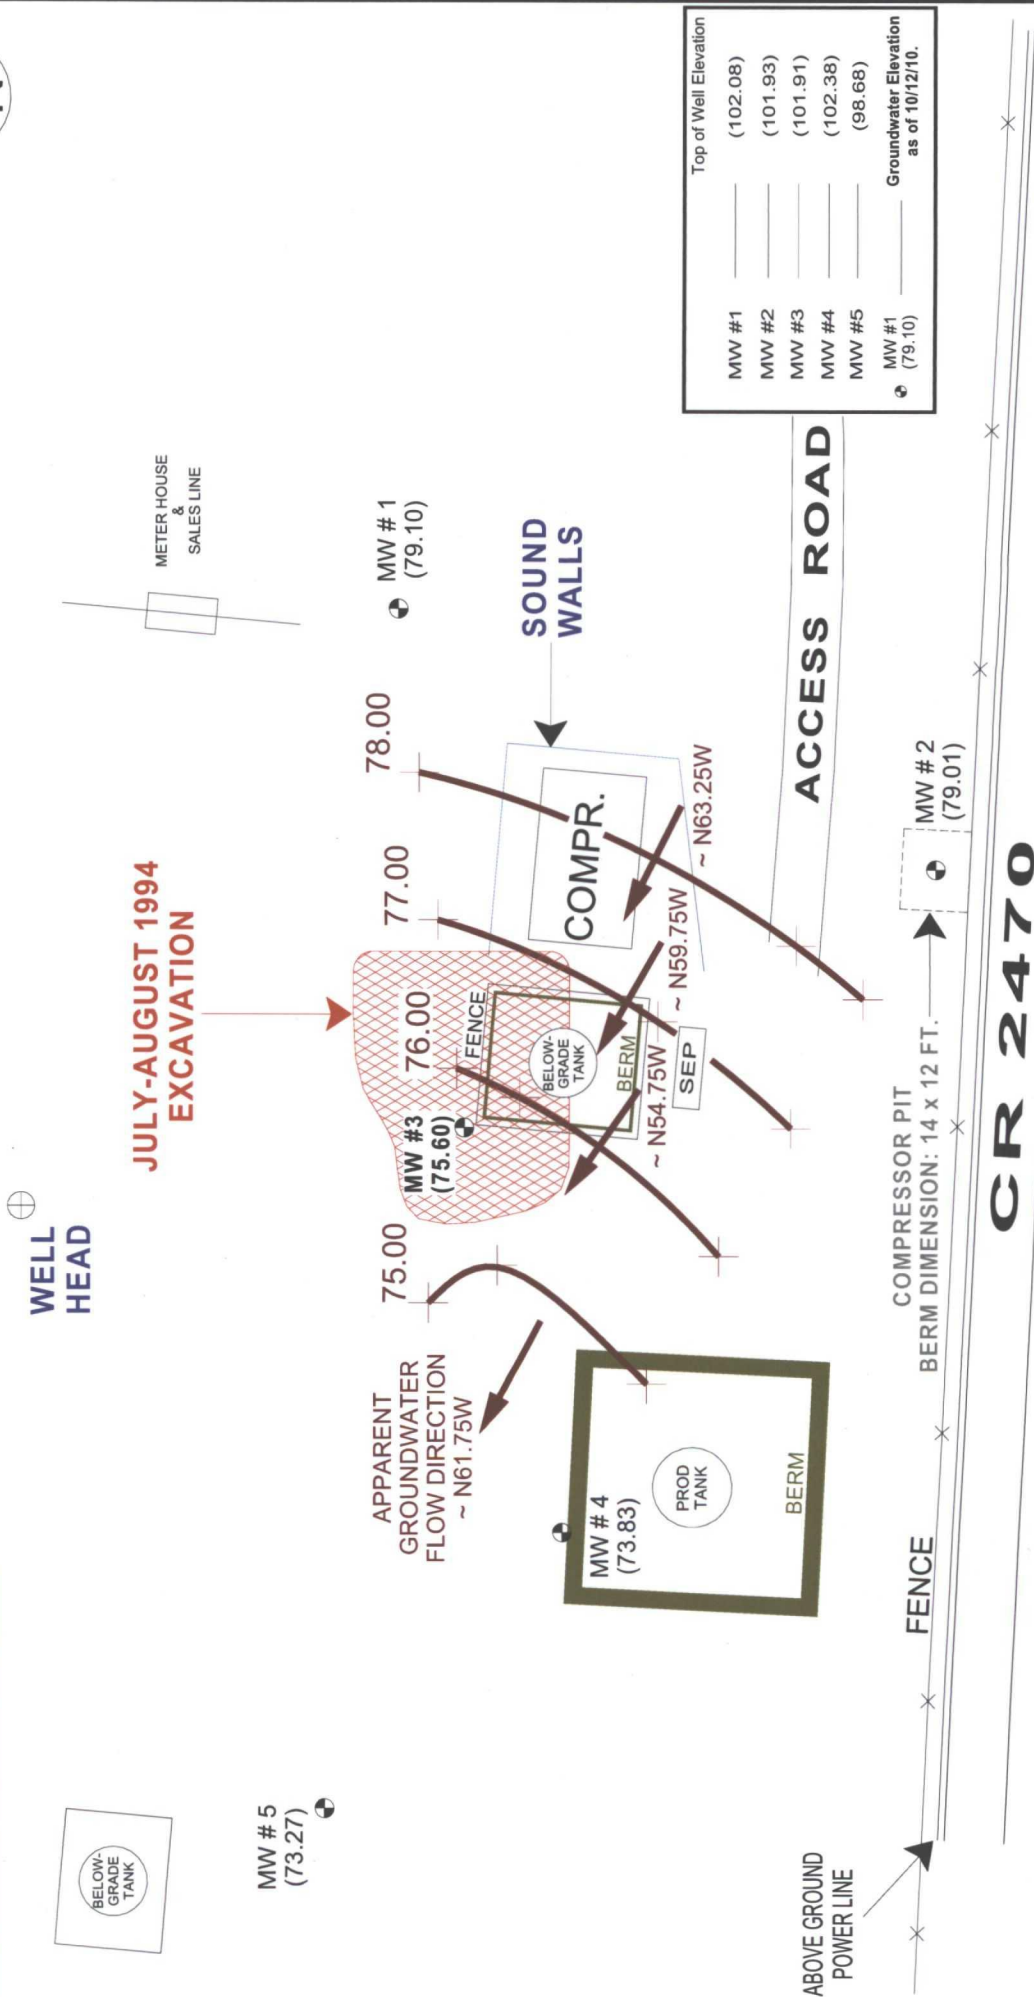 WELL
HEAD
JULY-AUGUST 1994
EXCAVATION
METER HOUSE
&
SALES LINE
BELOW-
GRADE
TANK
MW # 5
(73.27)
APPARENT
GROUNDWATER
FLOW DIRECTION
~ N61.75W
75.00
76.00
77.00
78.00
MW # 1
(79.10)
MW #3
(75.60)
FENCE
BELOW-
GRADE
TANK
BERM
SEP
COMPR.
SOUND
WALLS
~ N54.75W
~ N59.75W
~ N63.25W
MW # 4
(73.83)
PROD
TANK
BERM
ACCESS ROAD
MW # 2
(79.01)
COMPRESSOR PIT
BERM DIMENSION: 14 x 12 FT.
FENCE
ABOVE GROUND
POWER LINE
CR 2470
Top of Well Elevation
MW #1 (102.08)
MW #2 (101.93)
MW #3 (101.91)
MW #4 (102.38)
MW #5 (98.68)
MW #1
(79.10)
Groundwater Elevation
as of 10/12/10.